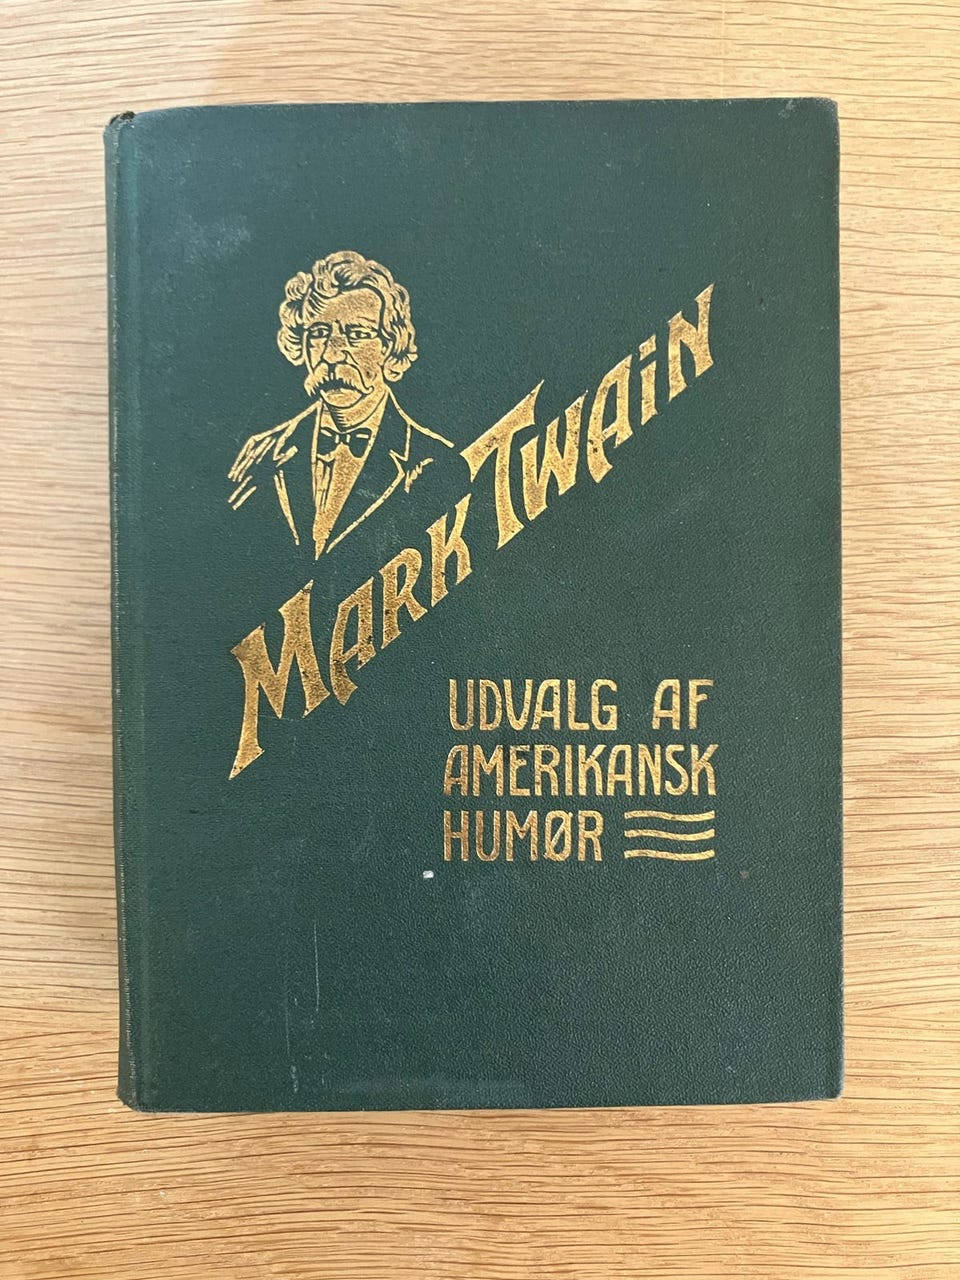 MARK TWAiN
UDVALG AF
AMERIKANSK
HUMØR